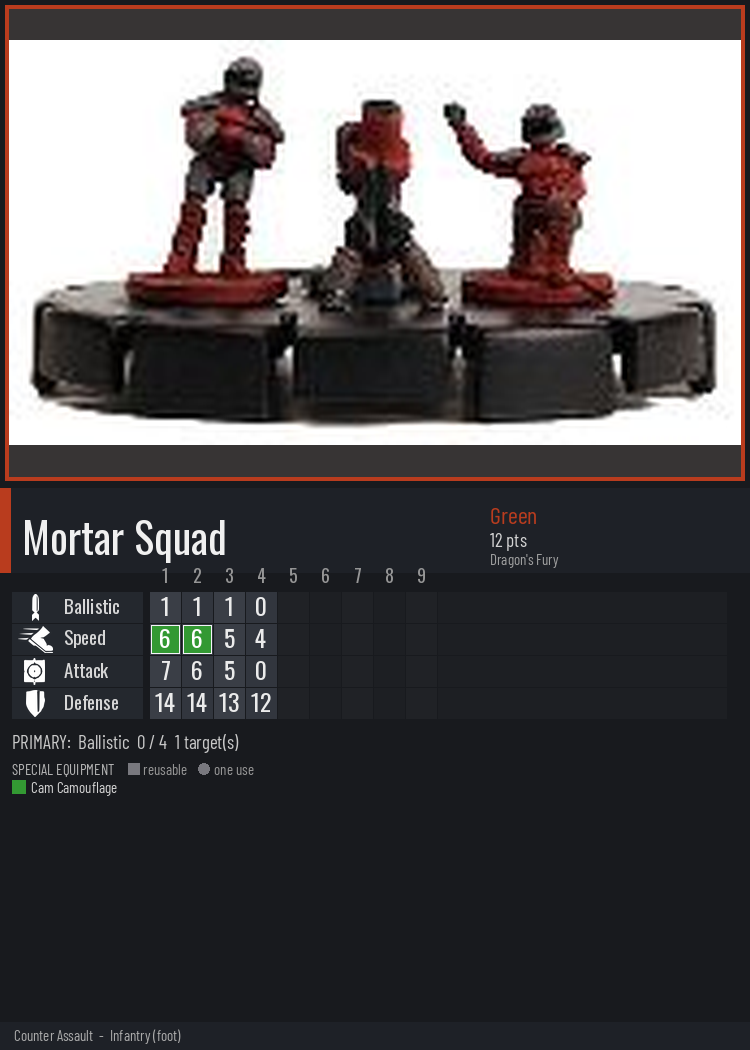 Mortar Squad
Green
12 pts
Dragon's Fury
1 2 3 4 5 6 7 8 9
Ballistic 1 1 1 0
Speed 6 6 5 4
Attack 7 6 5 0
Defense 14 14 13 12
PRIMARY: Ballistic 0 / 4 1 target(s)
SPECIAL EQUIPMENT reusable one use
Cam Camouflage
Counter Assault - Infantry (foot)